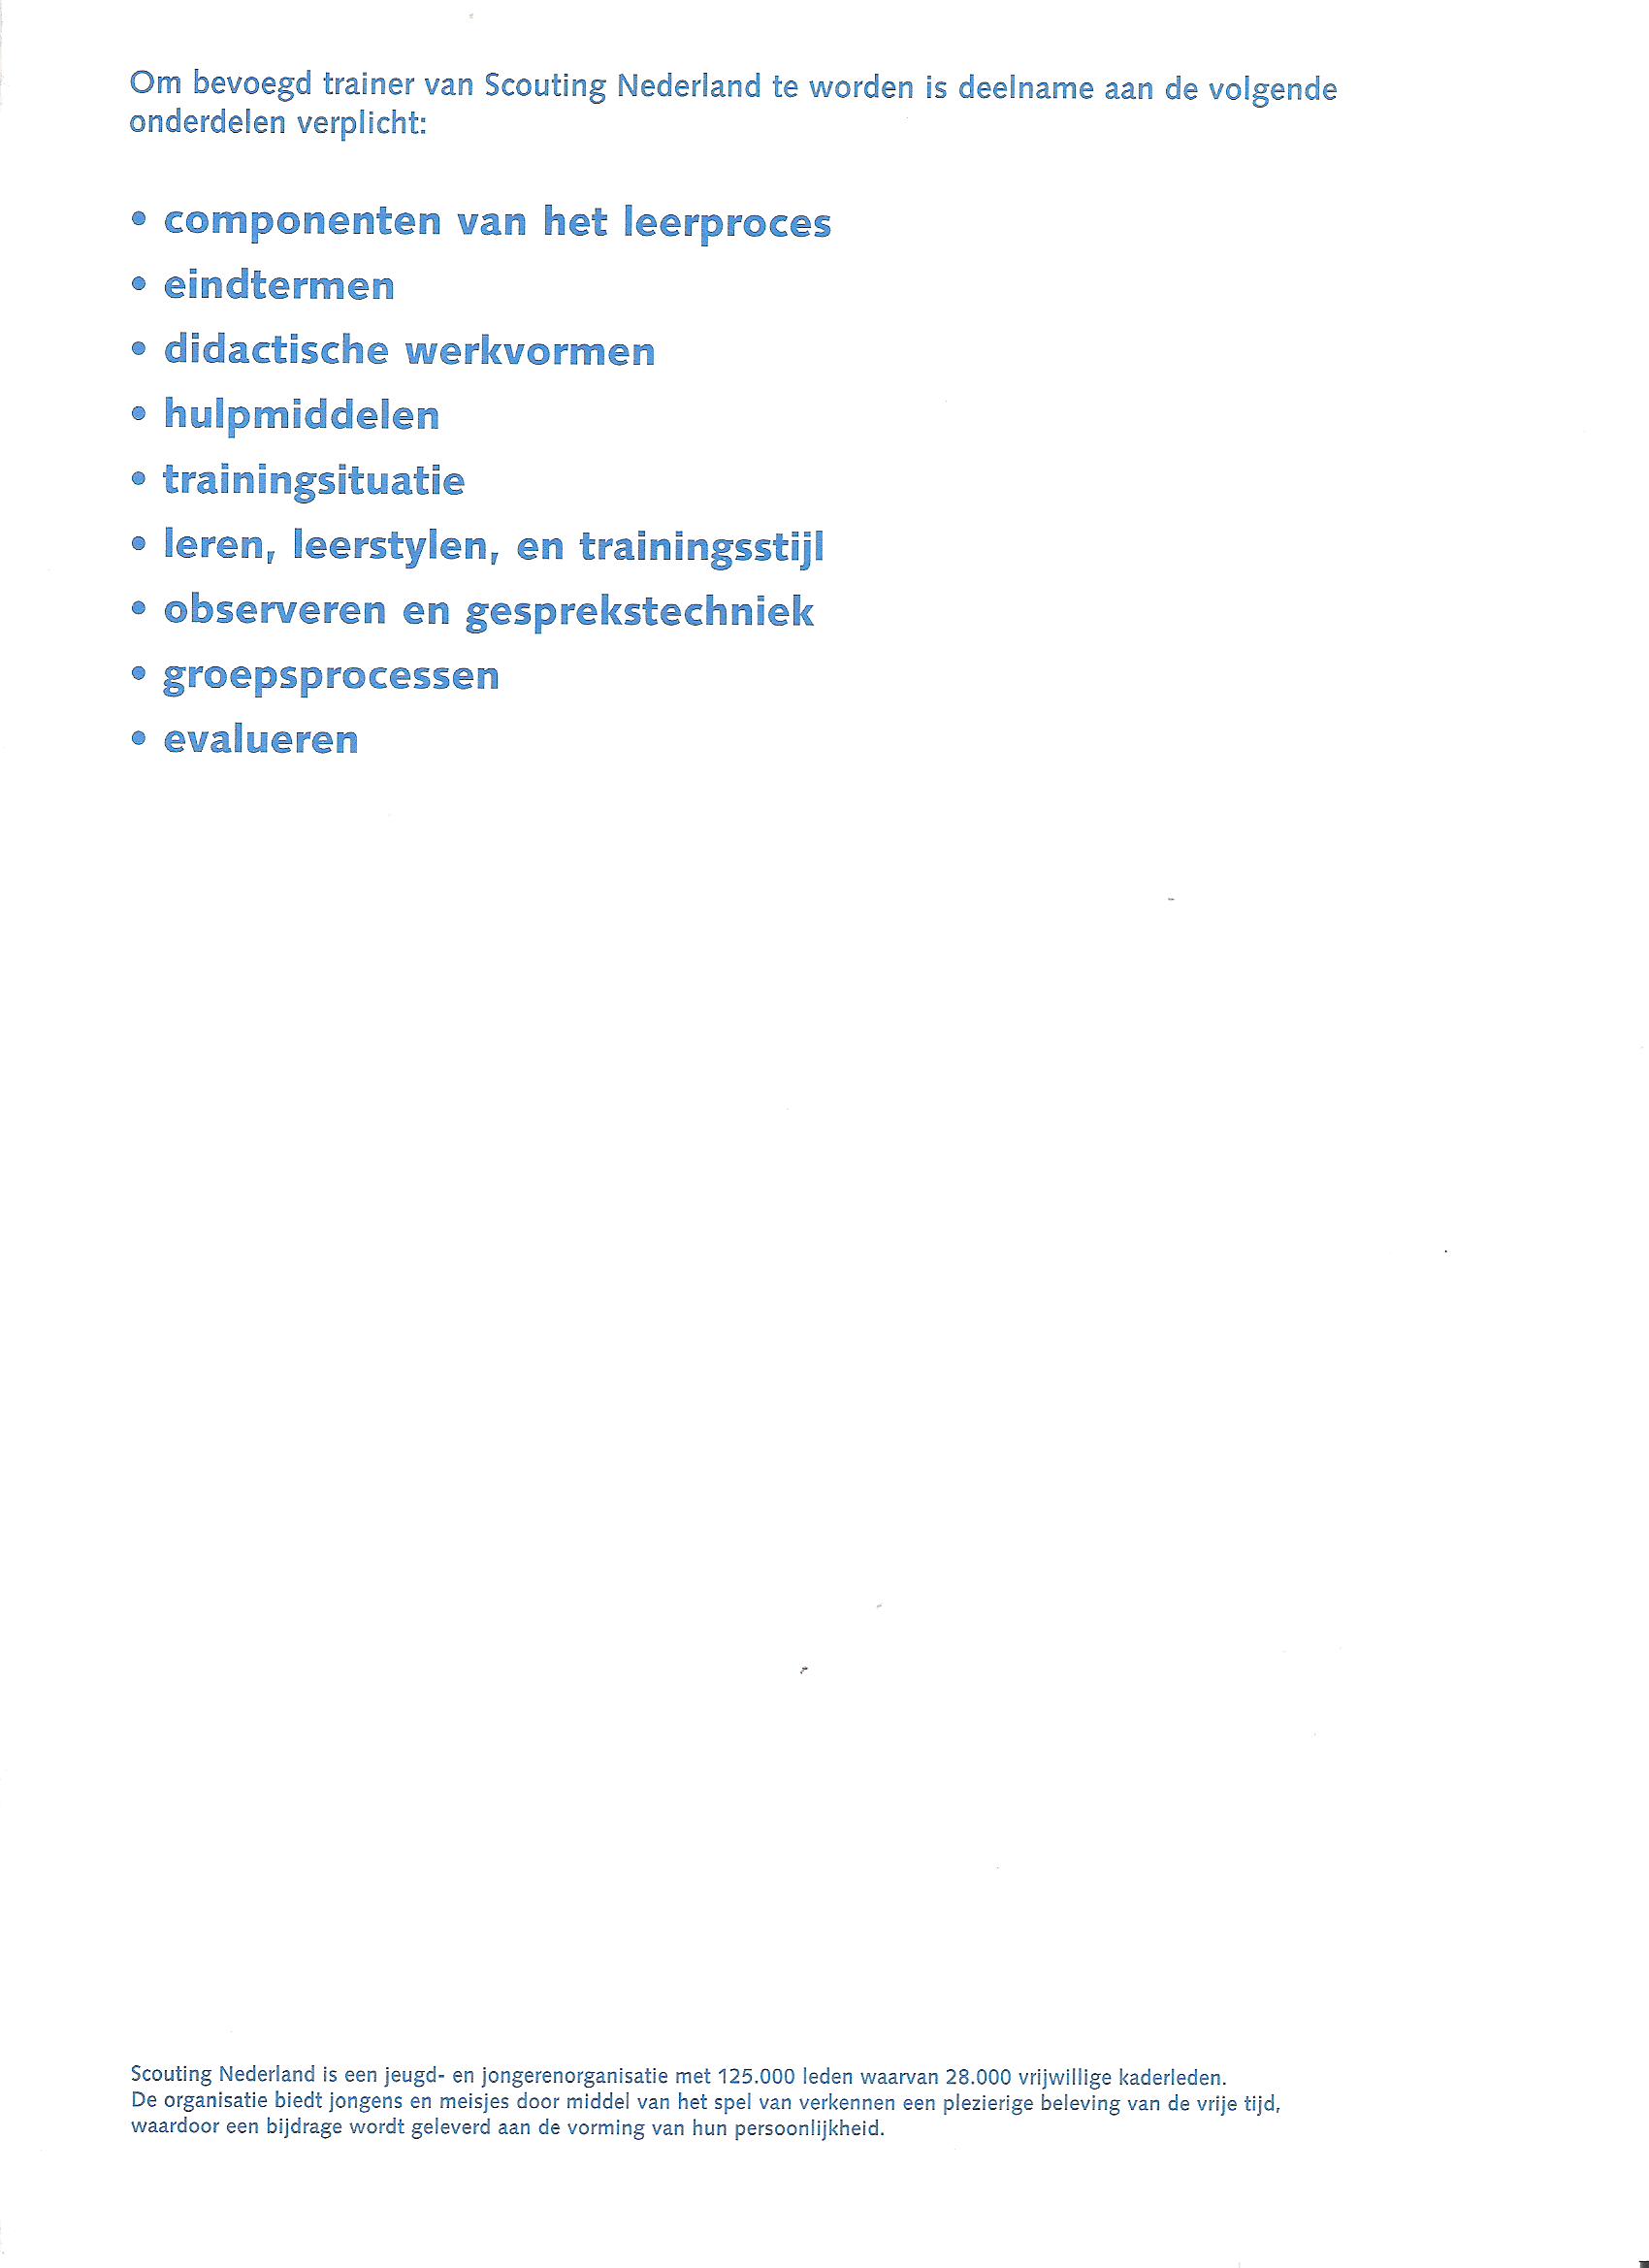 Om bevoegd trainer van Scouting Nederland te worden is deelname aan de volgende
onderdelen verplicht:
• componenten van het leerproces
• eindtermen
• didactische werkvormen
• hulpmiddelen
• trainingsituatie
• leren, leerstylen, en trainingsstijl
• observeren en gesprekstechniek
• groepsprocessen
• evalueren
Scouting Nederland is een jeugd- en jongerenorganisatie met 125.000 leden waarvan 28.000 vrijwillige kaderleden.
De organisatie biedt jongens en meisjes door middel van het spel van verkennen een plezierige beleving van de vrije tijd,
waardoor een bijdrage wordt geleverd aan de vorming van hun persoonlijkheid.